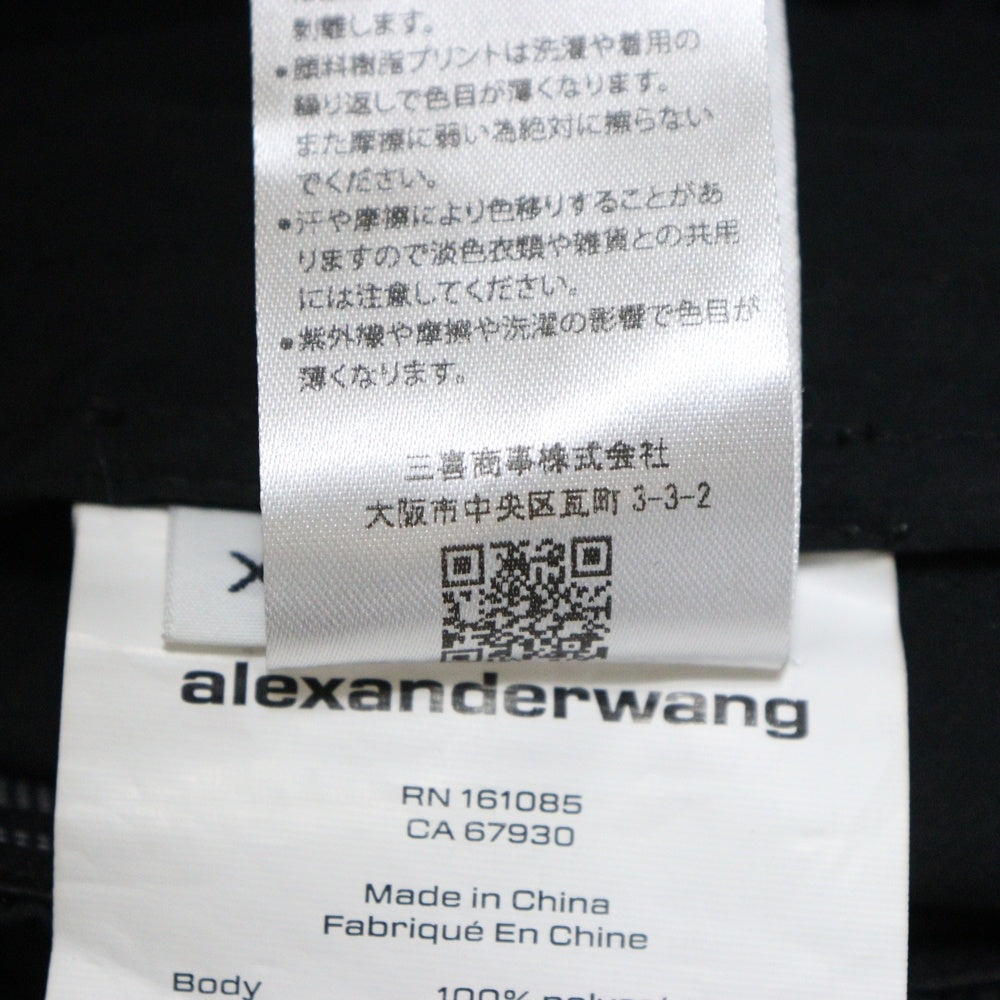 剥離します。
●顔料樹脂プリントは洗濯や着用の
繰り返しで色目が薄くなります。
また摩擦に弱い為絶対に擦らない
でください。
●汗や摩擦により色移りすることがあ
りますので淡色衣類や雑貨との共用
には注意してください。
●紫外線や摩擦や洗濯の影響で色目が
薄くなります。
三喜商事株式会社
大阪市中央区瓦町 3-3-2
X
alexanderwang
RN 161085
CA 67930
Made in China
Fabriqué En Chine
Body 100%